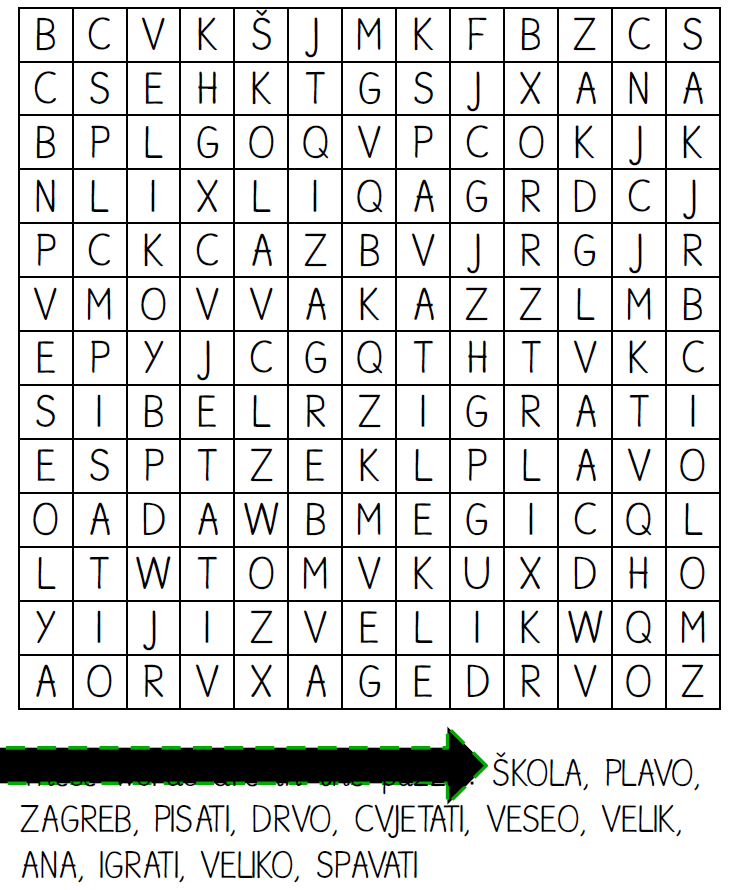 B C V K Š J M K F B Z C S
C S E H K T G S J X A N A
B P L G O Q V P C O K J K
N L I X L I Q A G R D C J
P C K C A Z B V J R G J R
V M O V V A K A Z Z L M B
E P Y J C G Q T H T V K C
S I B E L R Z I G R A T I
E S P T Z E K L P L A V O
O A D A W B M E G I C Q L
L T W T O M V K U X D H O
Y I J I Z V E L I K W Q M
A O R V X A G E D R V O Z
ŠKOLA, PLAVO,
ZAGREB, PISATI, DRVO, CVJETATI, VESEO, VELIK,
ANA, IGRATI, VELIKO, SPAVATI